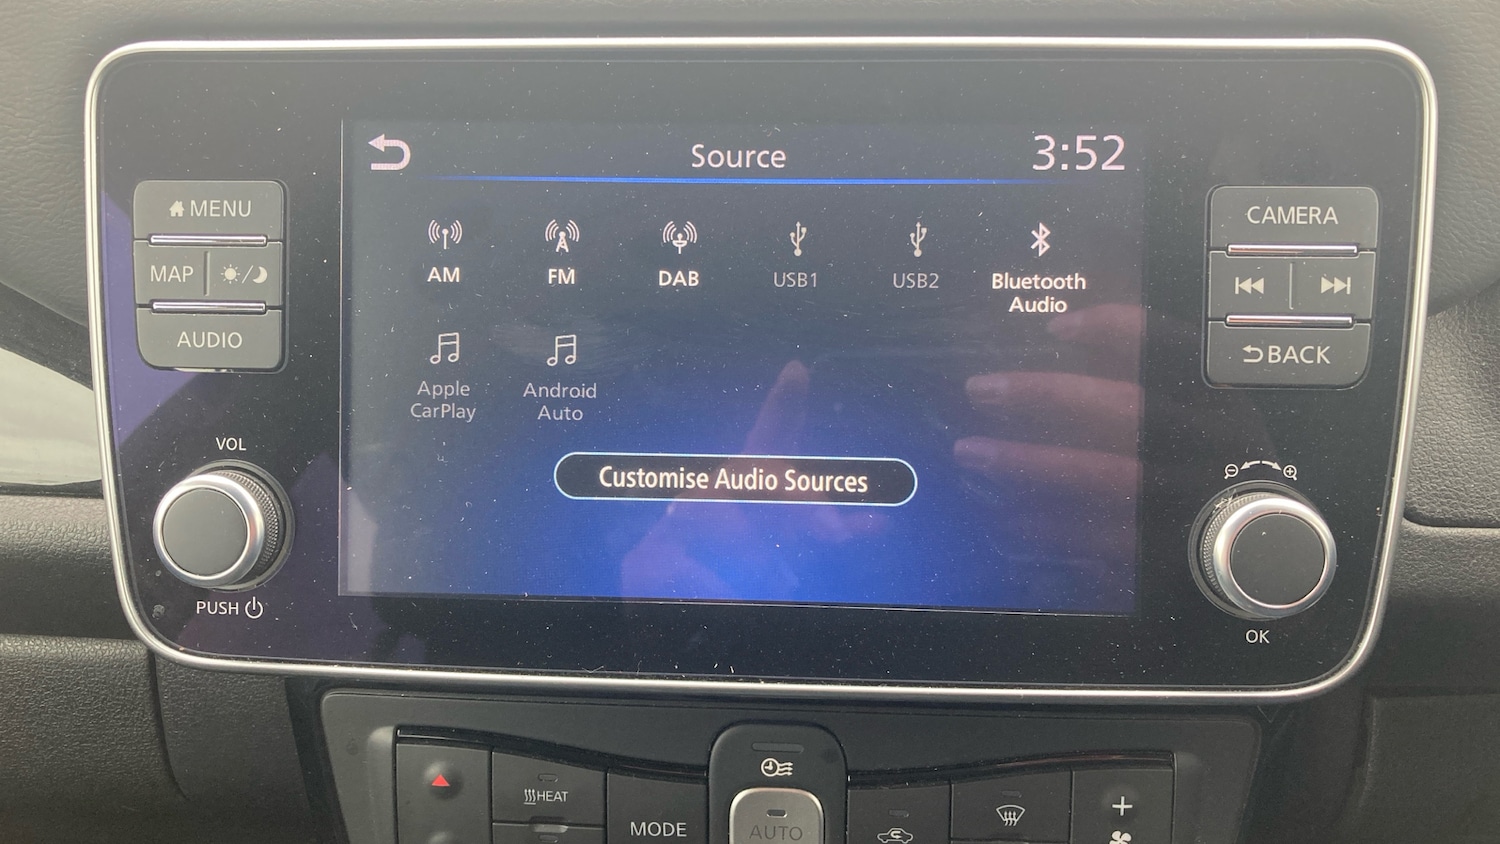 Source
3:52
MENU
MAP
AUDIO
AM
FM
DAB
USB1
USB2
Bluetooth
Audio
Apple
CarPlay
Android
Auto
Customise Audio Sources
CAMERA
BACK
VOL
PUSH
OK
HEAT
MODE
AUTO
+